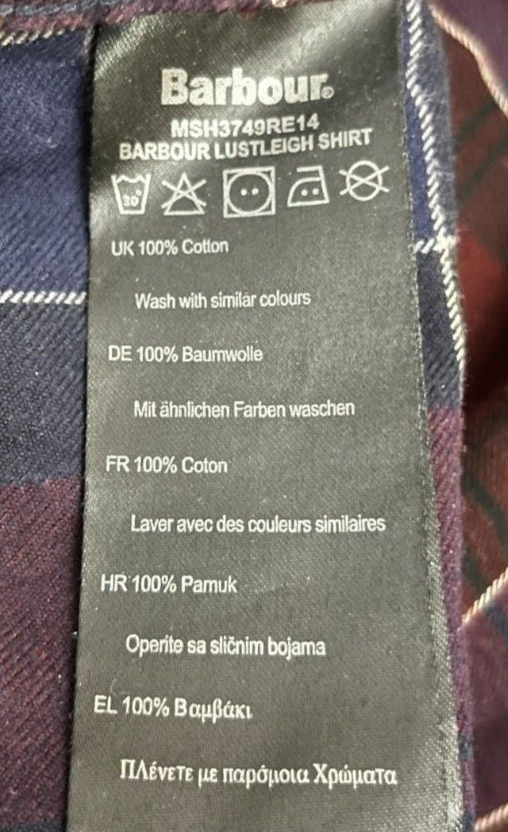 Barbour®
MSH3749RE14
BARBOUR LUSTLEIGH SHIRT
30°
UK 100% Cotton
Wash with similar colours
DE 100% Baumwolle
Mit ähnlichen Farben waschen
FR 100% Coton
Laver avec des couleurs similaires
HR 100% Pamuk
Operite sa sličnim bojama
EL 100% Βαμβάκι
ΠΛένετε με παρόμοια Χρώματα